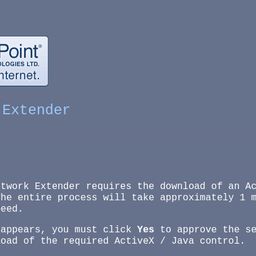 Point
OLOGIES LTD.
nternet.
Extender
twork Extender requires the download of an Ac
he entire process will take approximately 1 m
eed.
appears, you must click Yes to approve the se
oad of the required ActiveX / Java control.